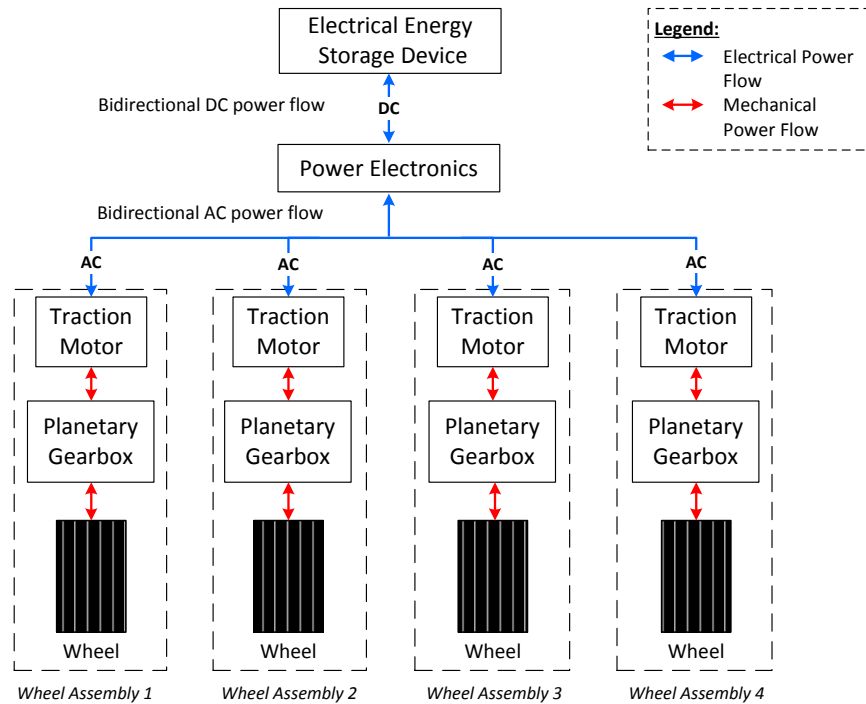 Electrical Energy
Storage Device
Legend:
Electrical Power
Flow
Mechanical
Power Flow
Bidirectional DC power flow
DC
Power Electronics
Bidirectional AC power flow
AC
AC
AC
AC
Traction
Motor
Traction
Motor
Traction
Motor
Traction
Motor
Planetary
Gearbox
Planetary
Gearbox
Planetary
Gearbox
Planetary
Gearbox
Wheel
Wheel
Wheel
Wheel
Wheel Assembly 1
Wheel Assembly 2
Wheel Assembly 3
Wheel Assembly 4